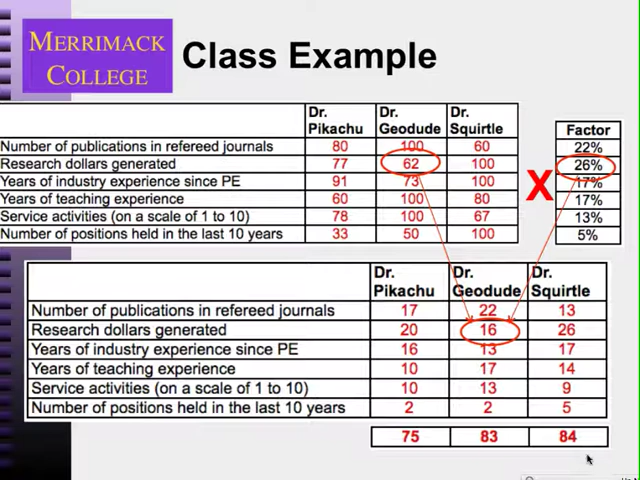 MERRIMACK
COLLEGE
Class Example
Dr. Pikachu Dr. Geodude Dr. Squirtle
Number of publications in refereed journals 80 100 60
Research dollars generated 77 62 100
Years of industry experience since PE 91 73 100
Years of teaching experience 60 100 80
Service activities (on a scale of 1 to 10) 78 100 67
Number of positions held in the last 10 years 33 50 100
X
Factor
22%
26%
17%
17%
13%
5%
Dr. Pikachu Dr. Geodude Dr. Squirtle
Number of publications in refereed journals 17 22 13
Research dollars generated 20 16 26
Years of industry experience since PE 16 13 17
Years of teaching experience 10 17 14
Service activities (on a scale of 1 to 10) 10 13 9
Number of positions held in the last 10 years 2 2 5
75 83 84